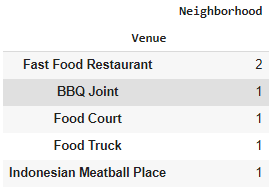 Neighborhood
Venue
Fast Food Restaurant 2
BBQ Joint 1
Food Court 1
Food Truck 1
Indonesian Meatball Place 1